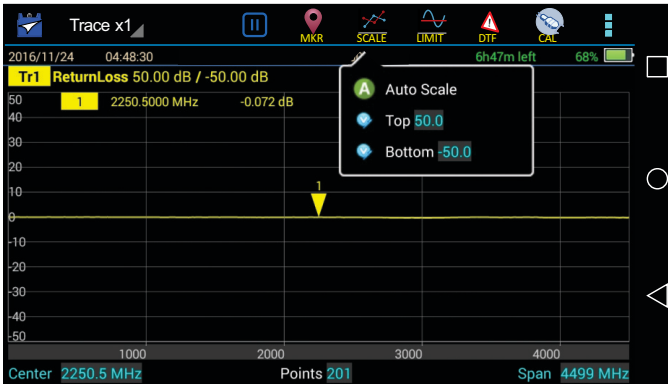 Trace x1
MKR SCALE LIMIT DTF CAL
2016/11/24 04:48:30 6h47m left 68%
Tr1 ReturnLoss 50.00 dB / -50.00 dB
1 2250.5000 MHz -0.072 dB
A Auto Scale
Top 50.0
Bottom -50.0
50
40
30
20
10
1
0
-10
-20
-30
-40
-50
1000 2000 3000 4000
Center 2250.5 MHz Points 201 Span 4499 MHz